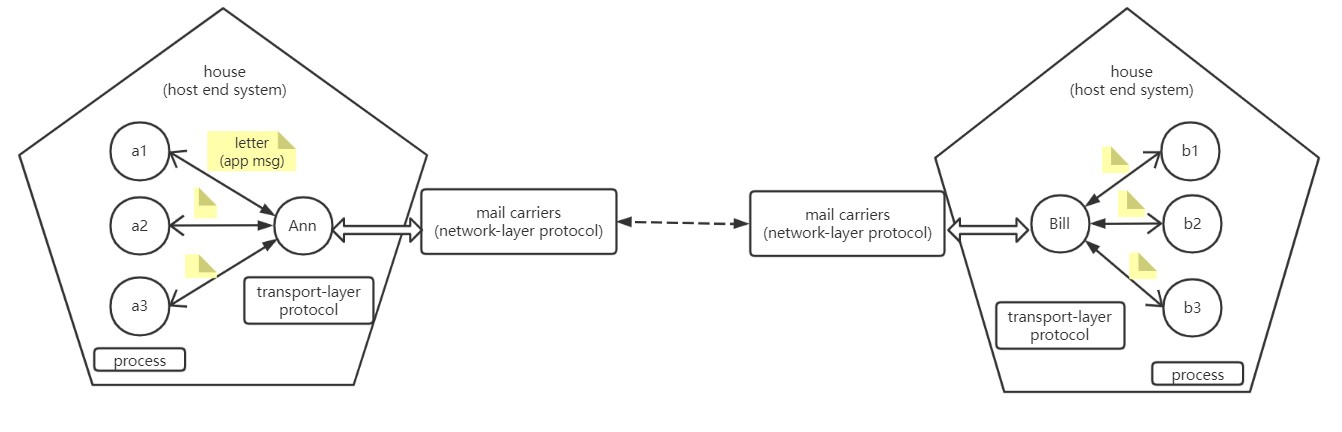 house
(host end system)
a1
letter
(app msg)
a2
Ann
a3
transport-layer
protocol
process
mail carriers
(network-layer protocol)
mail carriers
(network-layer protocol)
house
(host end system)
b1
Bill
b2
b3
transport-layer
protocol
process